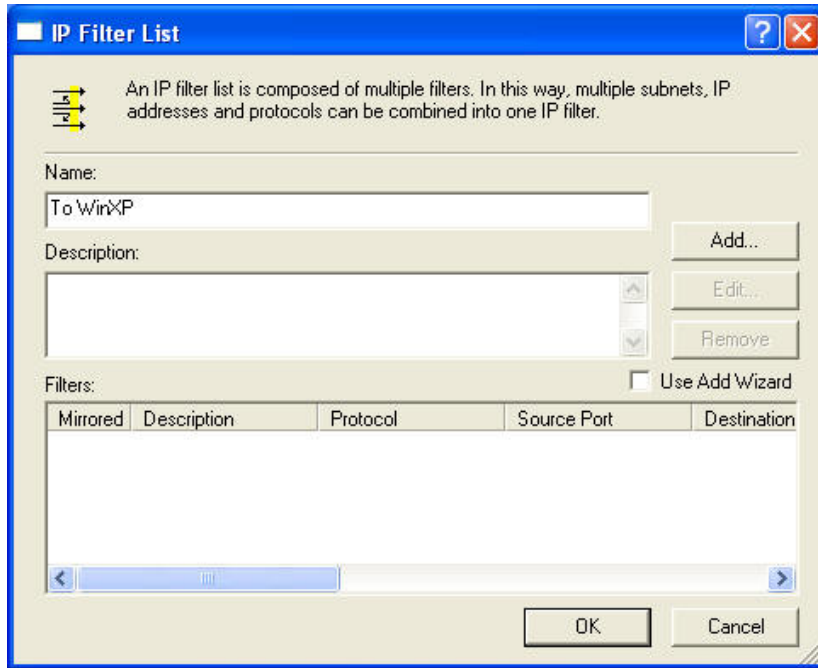 IP Filter List
An IP filter list is composed of multiple filters. In this way, multiple subnets, IP
addresses and protocols can be combined into one IP filter.
Name:
To WinXP
Add...
Description:
Edit...
Remove
Filters:
Use Add Wizard
Mirrored Description Protocol Source Port Destination
OK Cancel